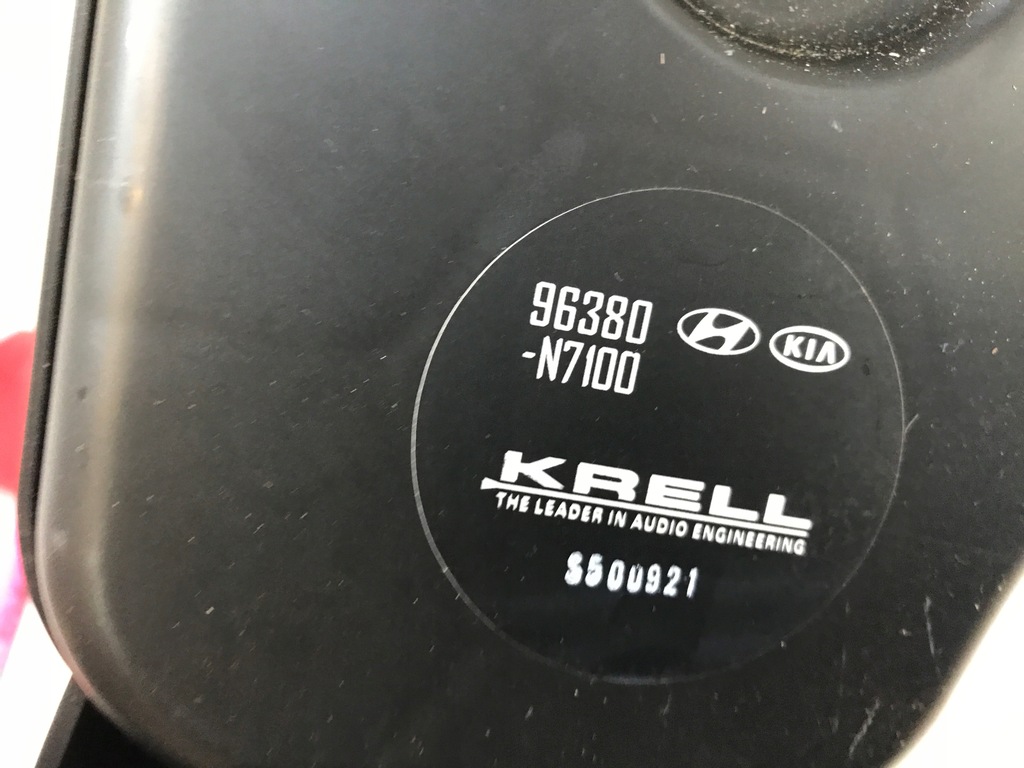 96380
-N7100
KIA
KRELL
THE LEADER IN AUDIO ENGINEERING
S500921